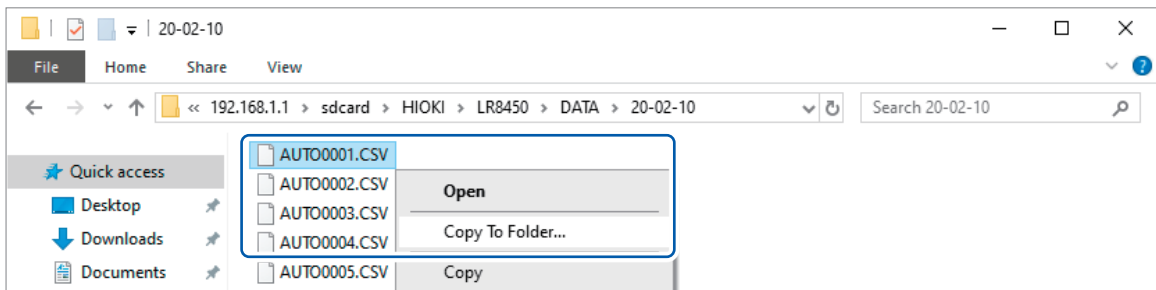 20-02-10
File Home Share View
« 192.168.1.1 > sdcard > HIOKI > LR8450 > DATA > 20-02-10 Search 20-02-10
Quick access
Desktop
Downloads
Documents
AUTO0001.CSV
AUTO0002.CSV
AUTO0003.CSV
AUTO0004.CSV
AUTO0005.CSV
Open
Copy To Folder...
Copy